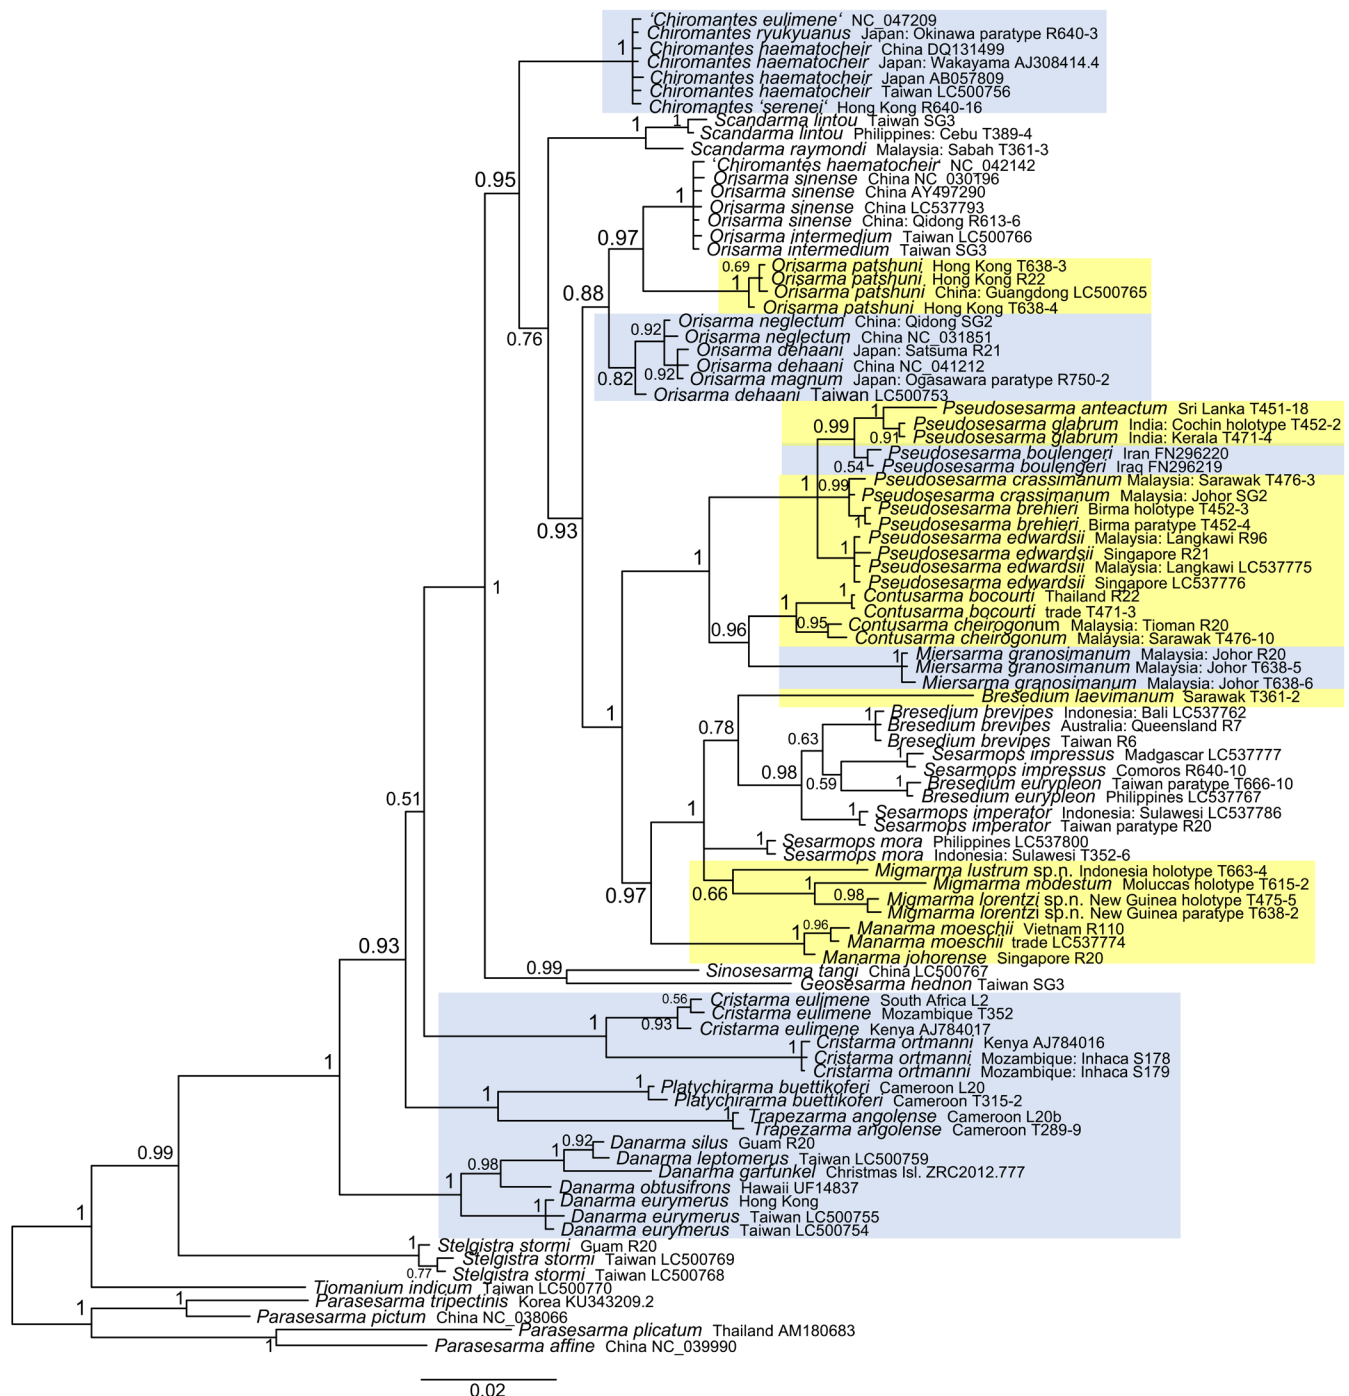 'Chiromantes eulimene' NC_047209
Chiromantes ryukyuanus Japan: Okinawa paratype R640-3
1
Chiromantes haematocheir China DQ131499
Chiromantes haematocheir Japan: Wakayama AJ308414.4
Chiromantes haematocheir Japan AB057809
Chiromantes haematocheir Taiwan LC500756
Chiromantes 'serenei' Hong Kong R640-16
1
1
Scandarma lintou Taiwan SG3
Scandarma lintou Philippines: Cebu T389-4
Scandarma raymondi Malaysia: Sabah T361-3
'Chiromantes haematocheir' NC_042142
0.95
Orisarma sinense China NC_030196
1
Orisarma sinense China AY497290
Orisarma sinense China LC537793
Orisarma sinense China: Qidong R613-6
0.97
Orisarma intermedium Taiwan LC500766
Orisarma intermedium Taiwan SG3
0.69
Orisarma patshuni Hong Kong T638-3
1
Orisarma patshuni Hong Kong R22
0.88
Orisarma patshuni China: Guangdong LC500765
Orisarma patshuni Hong Kong T638-4
0.92
Orisarma neglectum China: Qidong SG2
0.76
Orisarma neglectum China NC_031851
Orisarma dehaani Japan: Satsuma R21
Orisarma dehaani China NC_041212
0.82
0.92
Orisarma magnum Japan: Ogasawara paratype R750-2
Orisarma dehaani Taiwan LC500753
1
Pseudosesarma anteactum Sri Lanka T451-18
0.99
Pseudosesarma glabrum India: Cochin holotype T452-2
0.91
Pseudosesarma glabrum India: Kerala T471-4
Pseudosesarma boulengeri Iran FN296220
0.54
Pseudosesarma boulengeri Iraq FN296219
1
0.99
Pseudosesarma crassimanum Malaysia: Sarawak T476-3
Pseudosesarma crassimanum Malaysia: Johor SG2
Pseudosesarma brehieri Birma holotype T452-3
0.93
1
Pseudosesarma brehieri Birma paratype T452-4
Pseudosesarma edwardsii Malaysia: Langkawi R96
1
1
Pseudosesarma edwardsii Singapore R21
Pseudosesarma edwardsii Malaysia: Langkawi LC537775
Pseudosesarma edwardsii Singapore LC537776
1
1
1
Contusarma bocourti Thailand R22
Contusarma bocourti trade T471-3
0.96
0.95
Contusarma cheirogonum Malaysia: Tioman R20
Contusarma cheirogonum Malaysia: Sarawak T476-10
1
Miersarma granosimanum Malaysia: Johor R20
Miersarma granosimanum Malaysia: Johor T638-5
Miersarma granosimanum Malaysia: Johor T638-6
Bresedium laevimanum Sarawak T361-2
1
1
Bresedium brevipes Indonesia: Bali LC537762
0.78
Bresedium brevipes Australia: Queensland R7
0.63
Bresedium brevipes Taiwan R6
1
Sesarmops impressus Madgascar LC537777
0.98
Sesarmops impressus Comoros R640-10
0.59
1
Bresedium eurypleon Taiwan paratype T666-10
0.51
Bresedium eurypleon Philippines LC537767
1
1
Sesarmops imperator Indonesia: Sulawesi LC537786
Sesarmops imperator Taiwan paratype R20
1
Sesarmops mora Philippines LC537800
Sesarmops mora Indonesia: Sulawesi T352-6
Migmarma lustrum sp.n. Indonesia holotype T663-4
0.97
0.66
1
Migmarma modestum Moluccas holotype T615-2
0.98
Migmarma lorentzi sp.n. New Guinea holotype T475-5
Migmarma lorentzi sp.n. New Guinea paratype T638-2
1
0.96
Manarma moeschii Vietnam R110
0.93
Manarma moeschii trade LC537774
Manarma johorense Singapore R20
0.99
Sinosesarma tangi China LC500767
Geosesarma hednon Taiwan SG3
0.56
Cristarma eulimene South Africa L2
1
0.93
Cristarma eulimene Mozambique T352
Cristarma eulimene Kenya AJ784017
1
Cristarma ortmanni Kenya AJ784016
1
Cristarma ortmanni Mozambique: Inhaca S178
Cristarma ortmanni Mozambique: Inhaca S179
1
1
Platychirarma buettikoferi Cameroon L20
Platychirarma buettikoferi Cameroon T315-2
1
Trapezarma angolense Cameroon L20b
Trapezarma angolense Cameroon T289-9
0.99
0.92
Danarma silus Guam R20
1
Danarma leptomerus Taiwan LC500759
0.98
Danarma garfunkel Christmas Isl. ZRC2012.777
1
Danarma obtusifrons Hawaii UF14837
1
Danarma eurymerus Hong Kong
1
Danarma eurymerus Taiwan LC500755
Danarma eurymerus Taiwan LC500754
1
Stelgistra stormi Guam R20
Stelgistra stormi Taiwan LC500769
0.77
Stelgistra stormi Taiwan LC500768
Tiomanium indicum Taiwan LC500770
1
1
Parasesarma tripectinis Korea KU343209.2
Parasesarma pictum China NC_038066
Parasesarma plicatum Thailand AM180683
1
Parasesarma affine China NC_039990
0.02